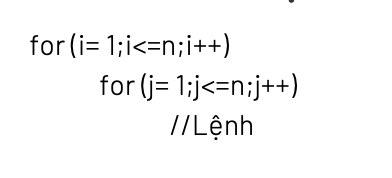 for(i= 1;i<=n;i++)
for(j= 1;j<=n;j++)
//Lệnh